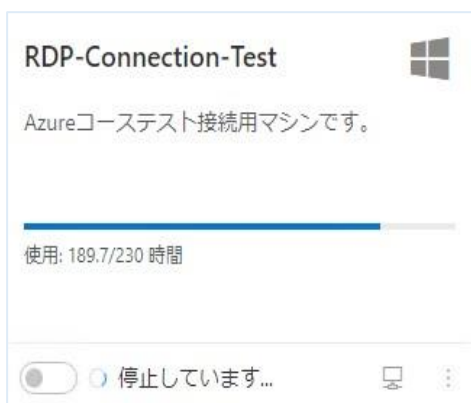 RDP-Connection-Test
Azureコーステスト接続用マシンです。
使用: 189.7/230 時間
停止しています...